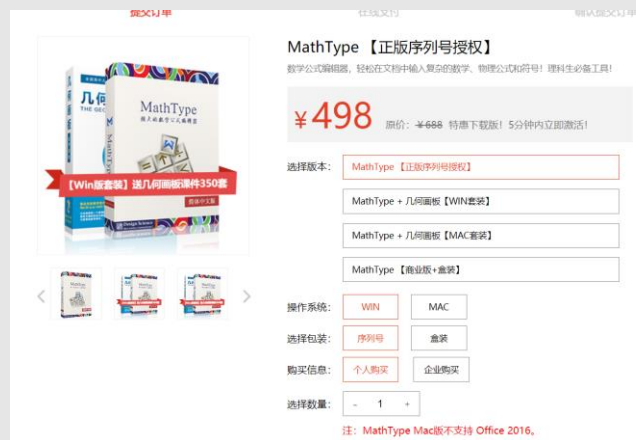 提交订单
在线支付
确认提交订单
MathType 【正版序列号授权】
数学公式编辑器，轻松在文档中输入复杂的数学、物理公式和符号！理科生必备工具！
¥498 原价：¥688 特惠下载版！5分钟内立即激活！
选择版本：
MathType 【正版序列号授权】
MathType + 几何画板【WIN套装】
MathType + 几何画板【MAC套装】
MathType 【商业版+盒装】
操作系统： WIN MAC
选择包装： 序列号 盒装
购买信息： 个人购买 企业购买
选择数量： - 1 +
注：MathType Mac版不支持 Office 2016。
几何
THE GEO
MathType
【Win版套装】送几何画板课件350套
简体中文版
Design Science